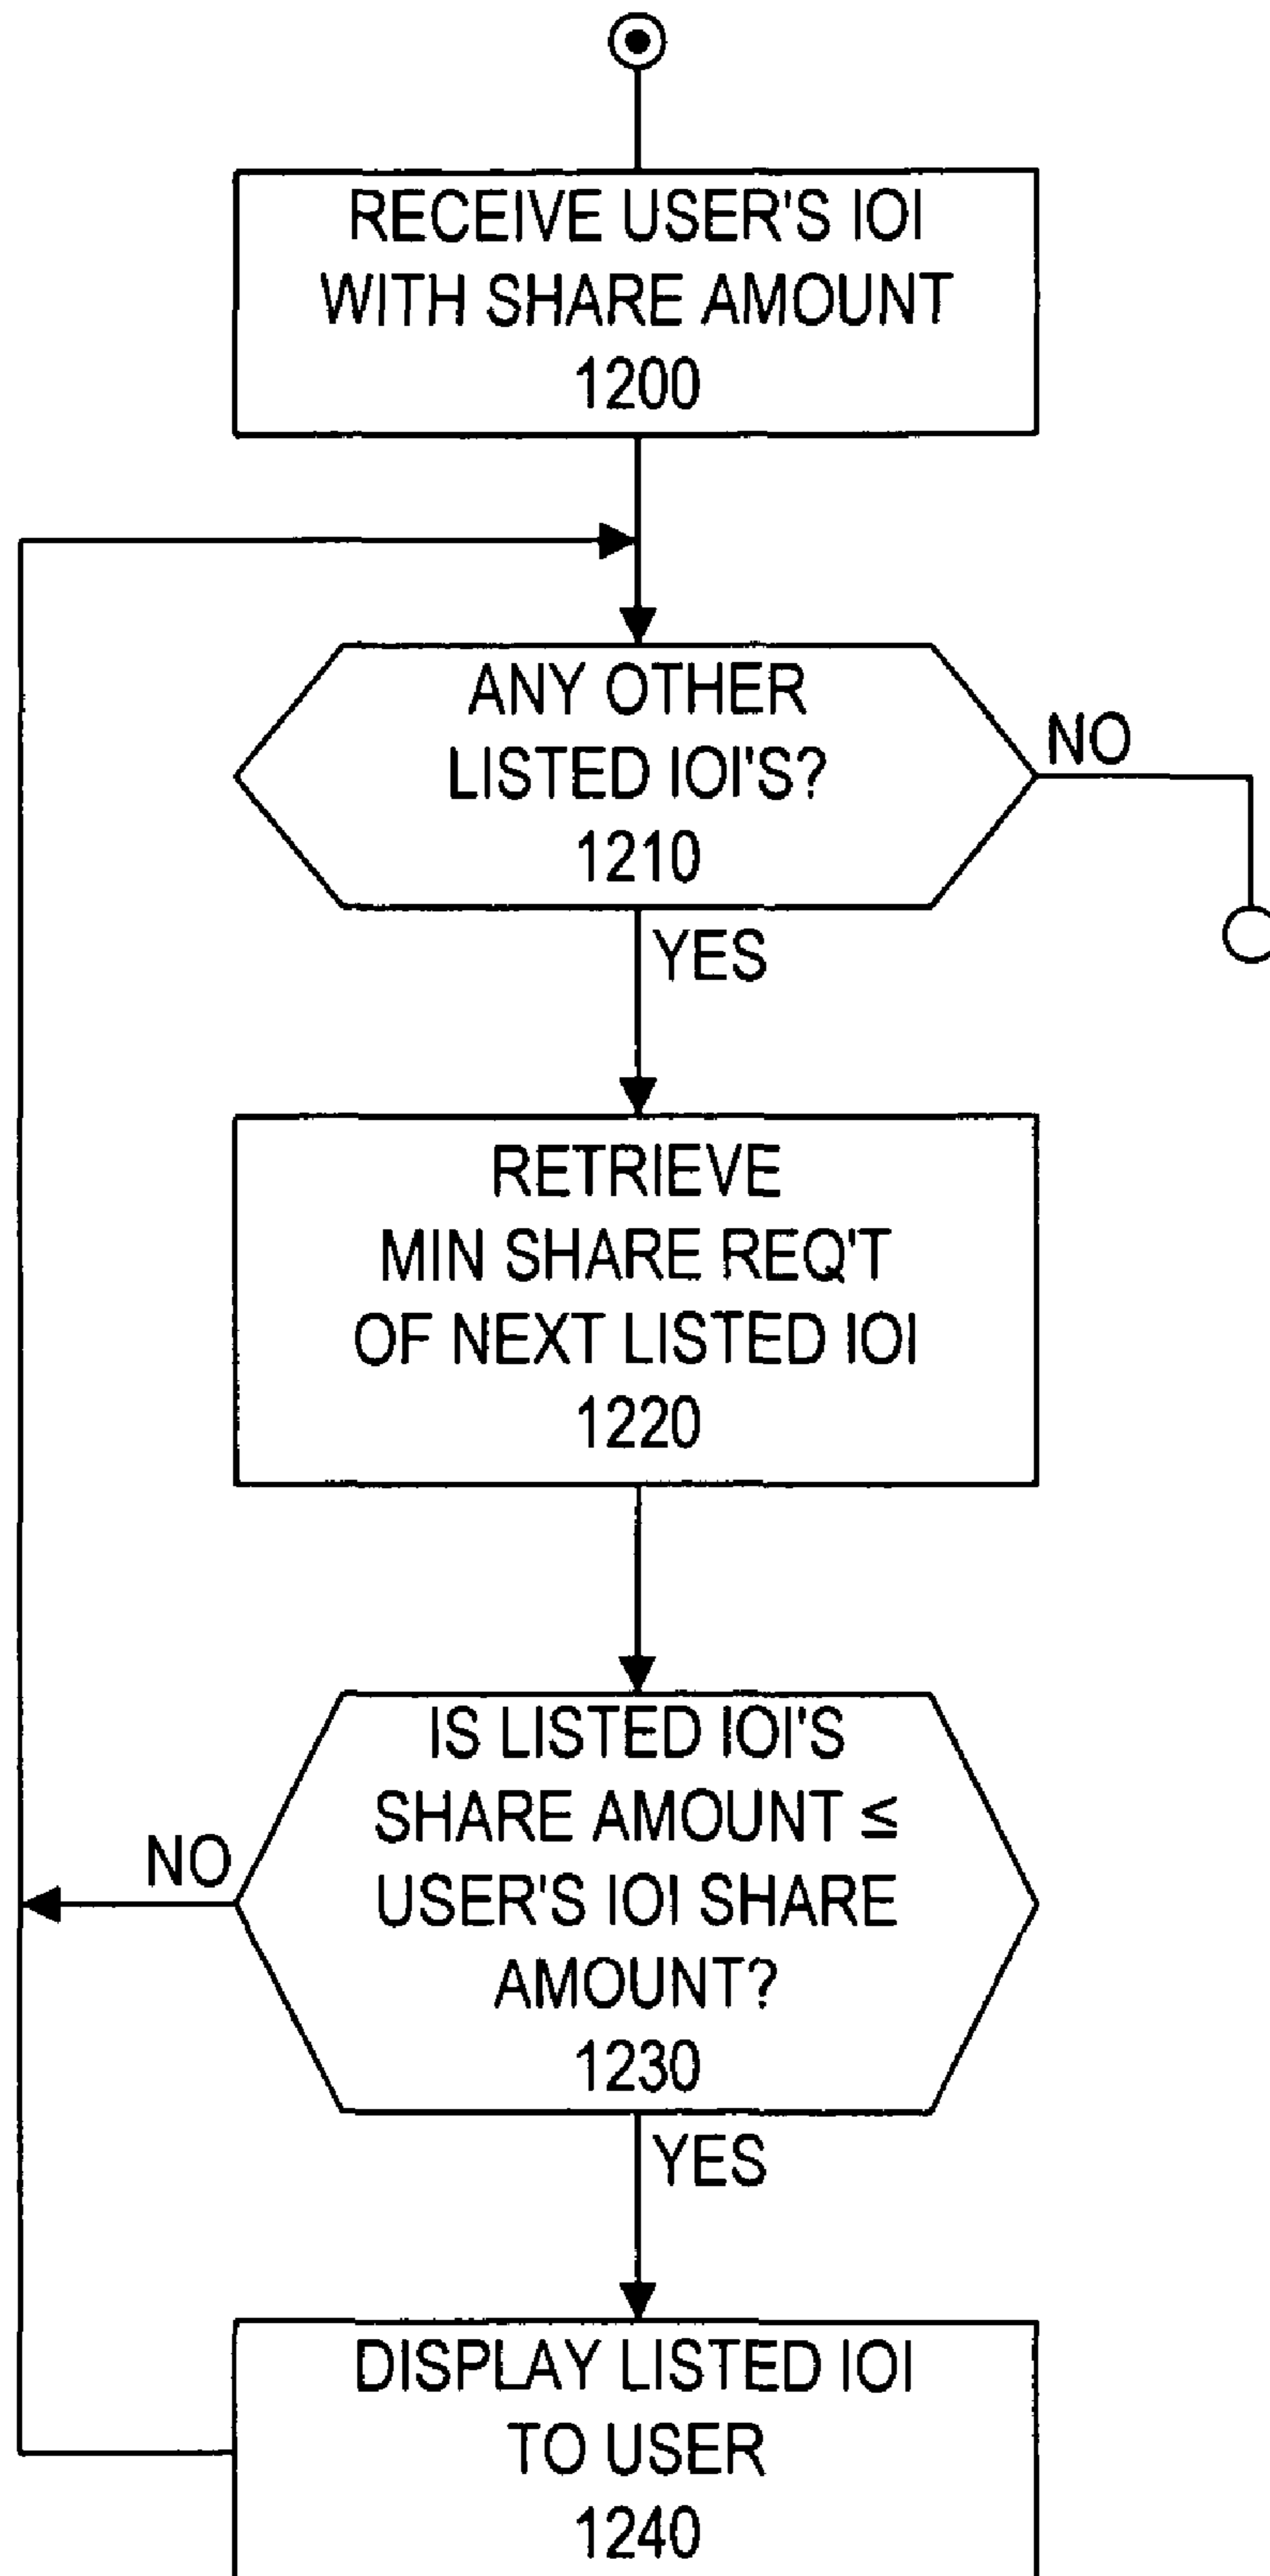 RECEIVE USER'S IOI
WITH SHARE AMOUNT
1200
ANY OTHER
LISTED IOI'S?
1210
NO
YES
RETRIEVE
MIN SHARE REQ'T
OF NEXT LISTED IOI
1220
IS LISTED IOI'S
SHARE AMOUNT ≤
USER'S IOI SHARE
AMOUNT?
1230
NO
YES
DISPLAY LISTED IOI
TO USER
1240